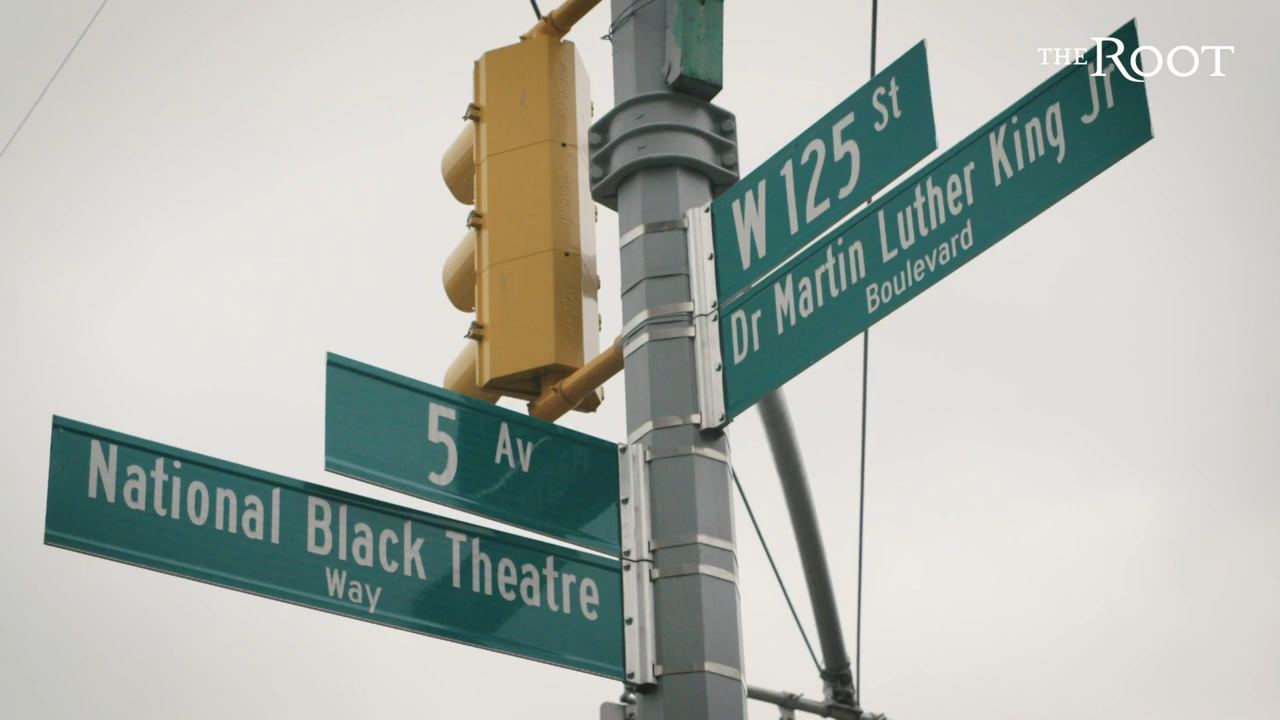 THE ROOT
W 125 St
Dr Martin Luther King Jr
Boulevard
5 Av
National Black Theatre
Way